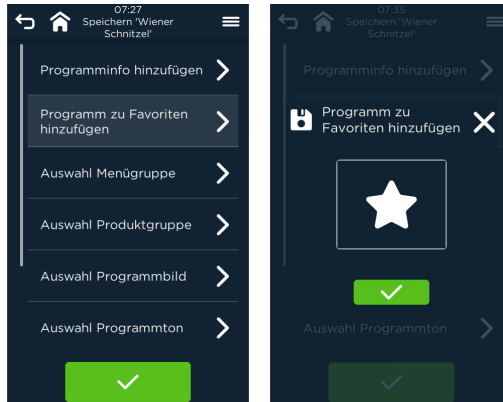 07:27
Speichern 'Wiener
Schnitzel'
Programminfo hinzufügen
Programm zu Favoriten
hinzufügen
Auswahl Menügruppe
Auswahl Produktgruppe
Auswahl Programmbild
Auswahl Programmton
07:35
Speichern 'Wiener
Schnitzel'
Programminfo hinzufügen
Programm zu
Favoriten hinzufügen
Auswahl Programmton